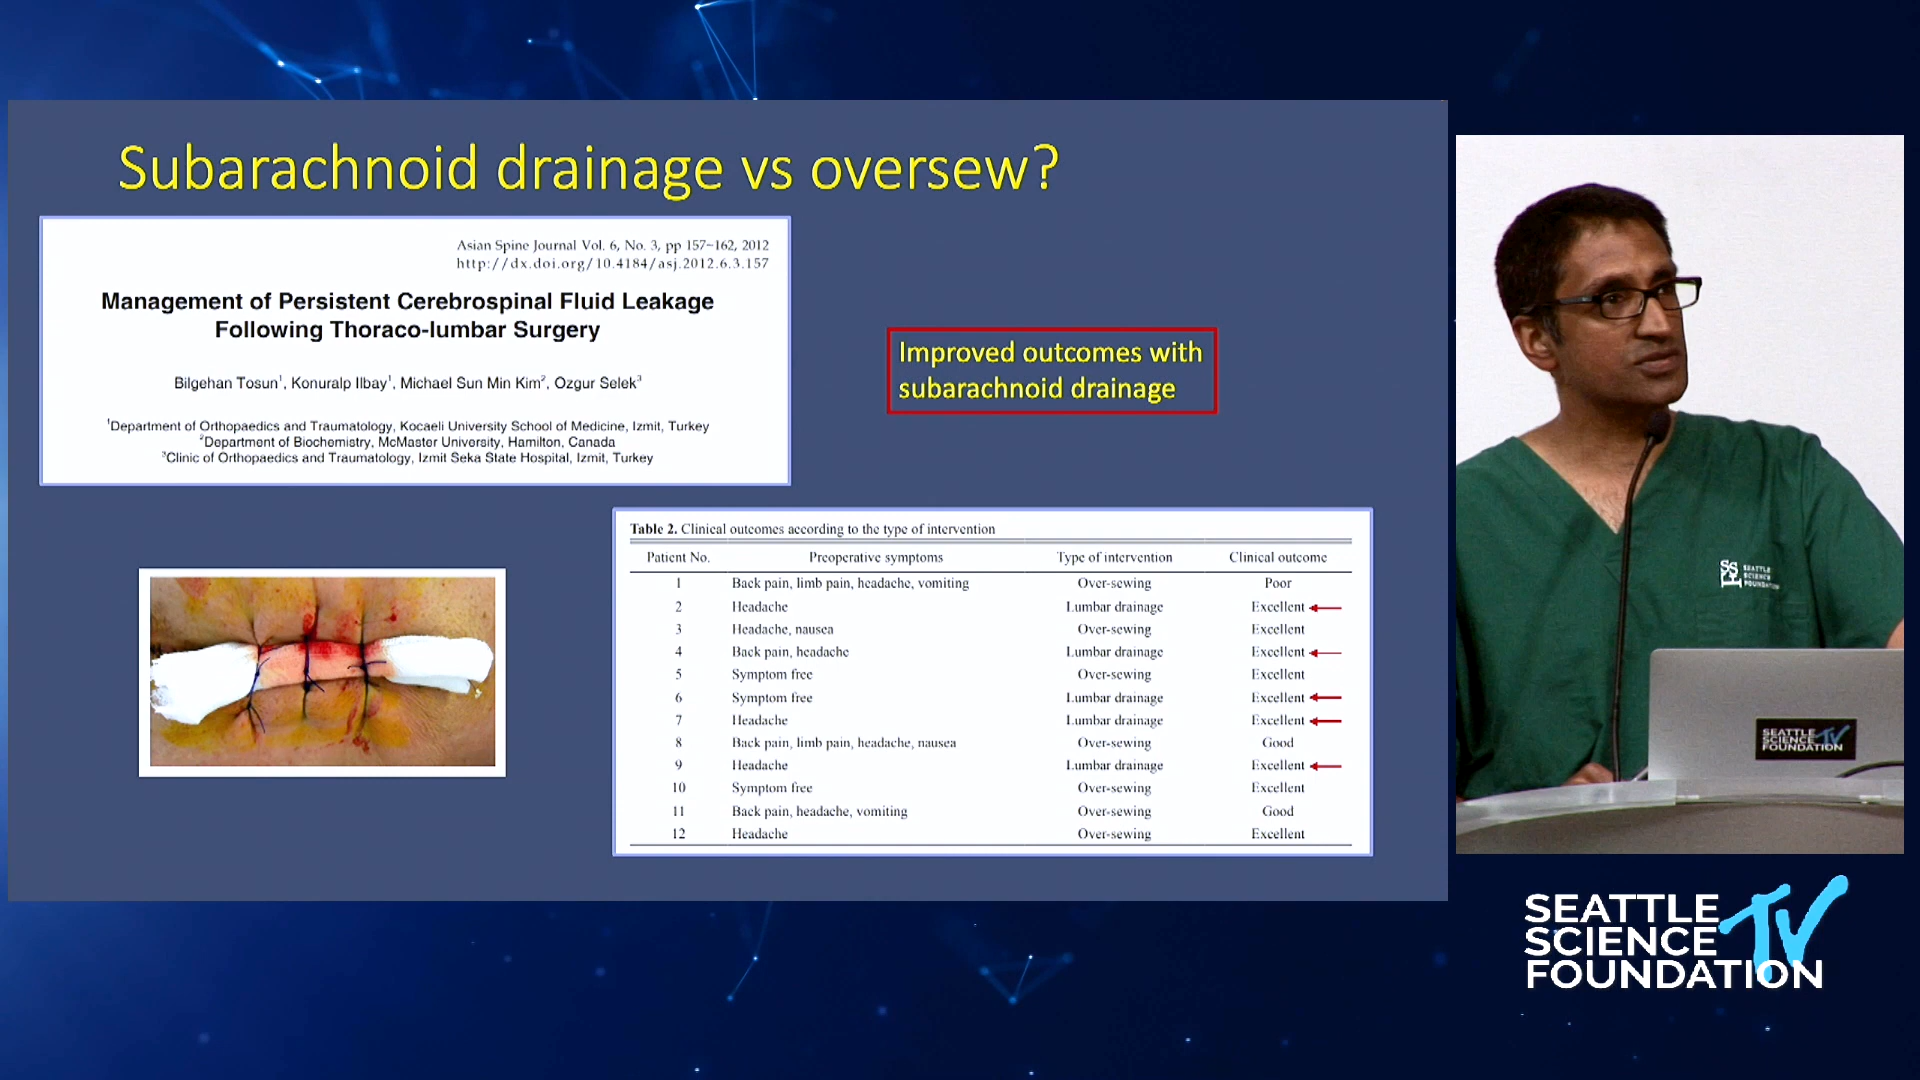 Subarachnoid drainage vs oversew?
Asian Spine Journal Vol. 6, No. 3, pp 157~162, 2012
http://dx.doi.org/10.4184/asj.2012.6.3.157
Management of Persistent Cerebrospinal Fluid Leakage
Following Thoraco-lumbar Surgery
Bilgehan Tosun1, Konuralp Ilbay1, Michael Sun Min Kim2, Ozgur Selek3
1Department of Orthopaedics and Traumatology, Kocaeli University School of Medicine, Izmit, Turkey
2Department of Biochemistry, McMaster University, Hamilton, Canada
3Clinic of Orthopaedics and Traumatology, Izmit Seka State Hospital, Izmit, Turkey
Improved outcomes with
subarachnoid drainage
Table 2. Clinical outcomes according to the type of intervention
Patient No. Preoperative symptoms Type of intervention Clinical outcome
1 Back pain, limb pain, headache, vomiting Over-sewing Poor
2 Headache Lumbar drainage Excellent
3 Headache, nausea Over-sewing Excellent
4 Back pain, headache Lumbar drainage Excellent
5 Symptom free Over-sewing Excellent
6 Symptom free Lumbar drainage Excellent
7 Headache Lumbar drainage Excellent
8 Back pain, limb pain, headache, nausea Over-sewing Good
9 Headache Lumbar drainage Excellent
10 Symptom free Over-sewing Excellent
11 Back pain, headache, vomiting Over-sewing Good
12 Headache Over-sewing Excellent
SSF SEATTLE
SCIENCE
FOUNDATION
SEATTLE
SCIENCE TV
FOUNDATION
SEATTLE
SCIENCE TV
FOUNDATION